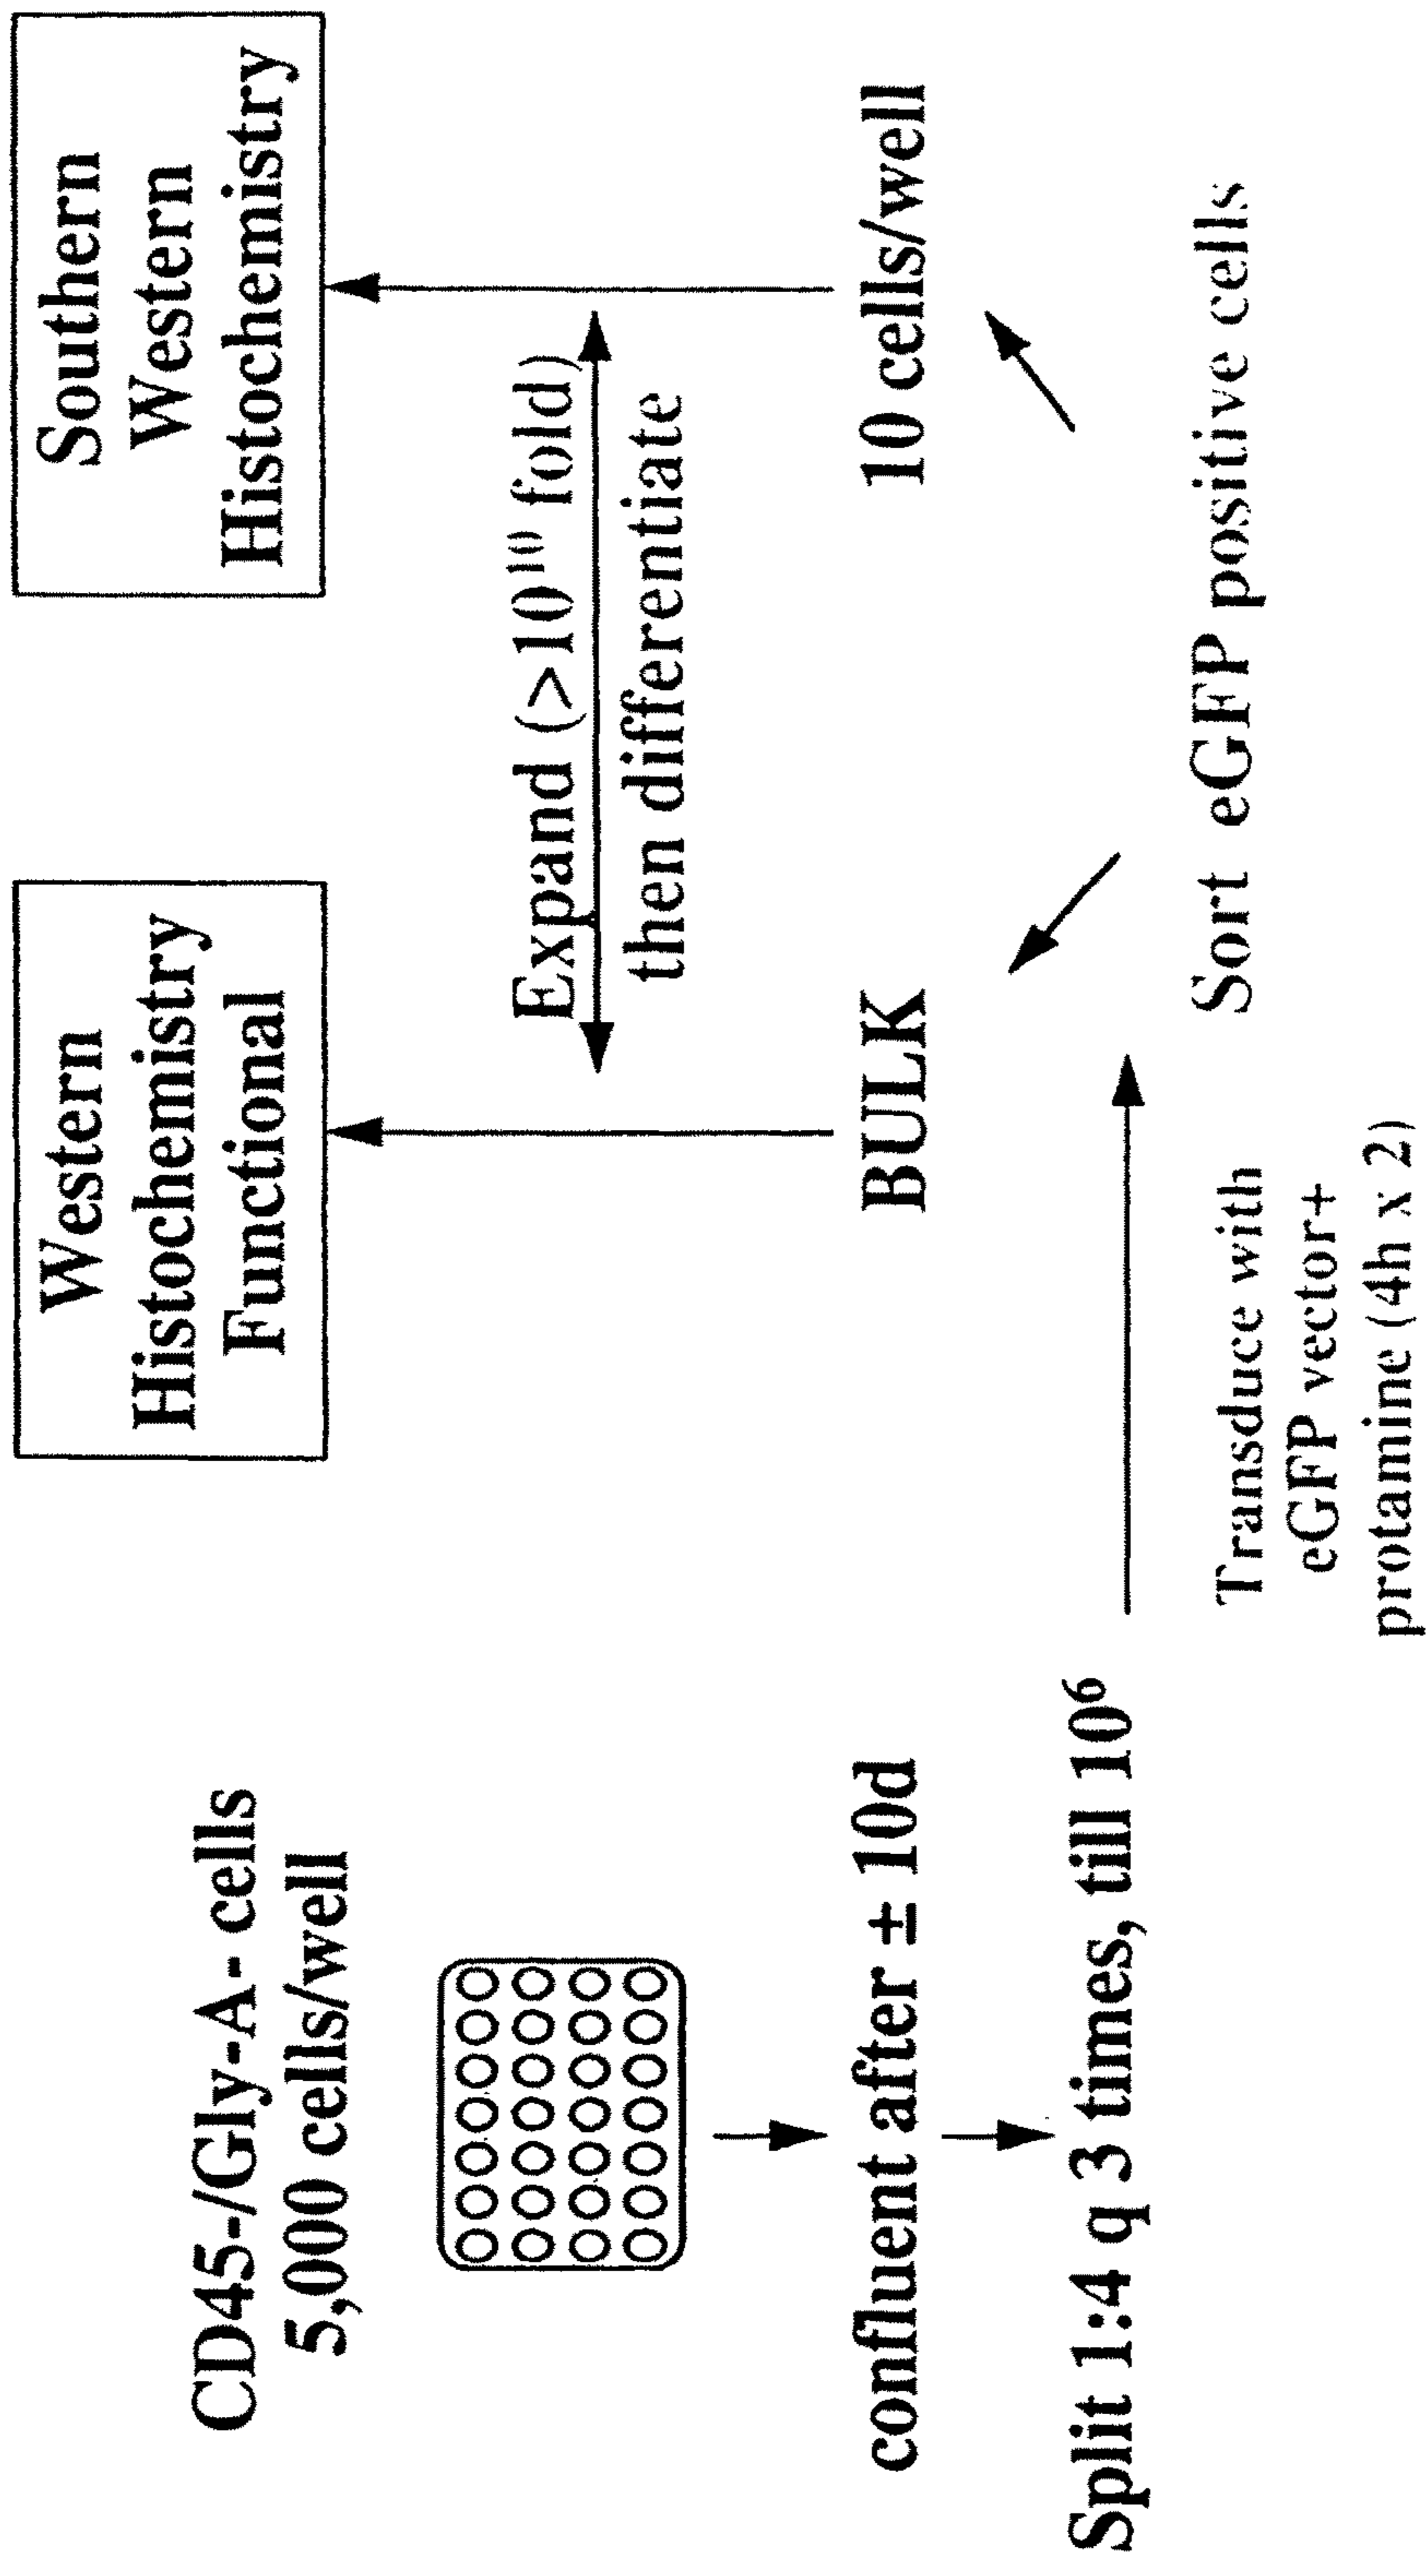 CD45-/Gly-A- cells
5,000 cells/well
confluent after ± 10d
Split 1:4 q 3 times, till 10⁶
Transduce with
eGFP vector+
protamine (4h x 2)
Sort eGFP positive cells
BULK
10 cells/well
Expand (>10¹⁰ fold)
then differentiate
Western
Histochemistry
Functional
Southern
Western
Histochemistry